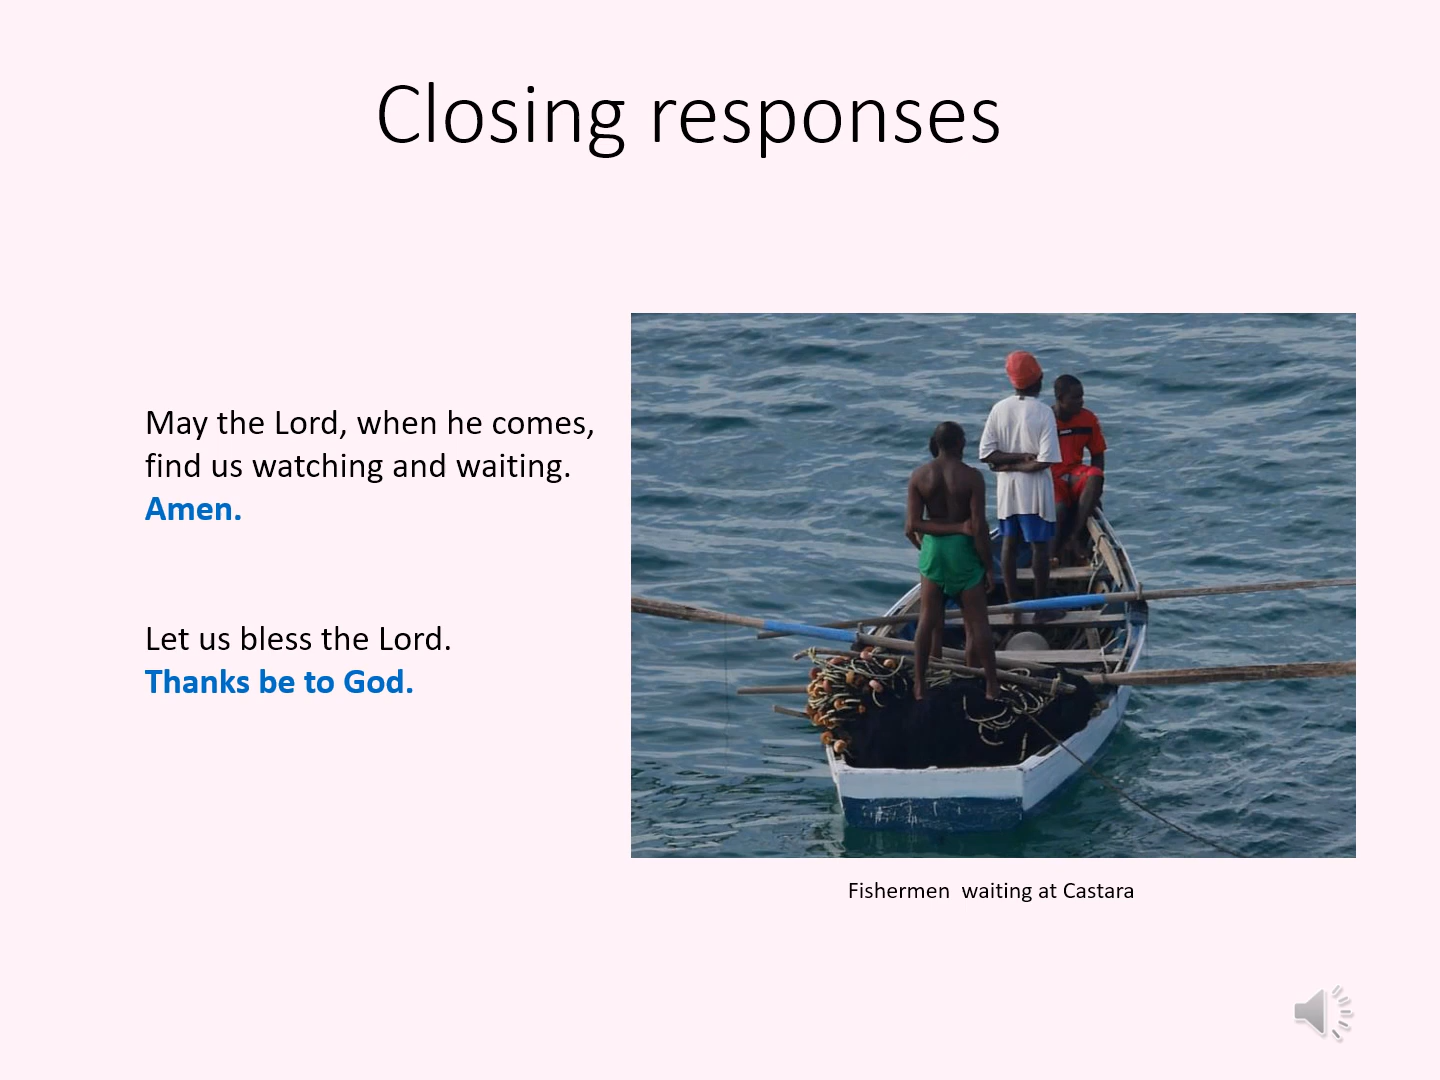 Closing responses
May the Lord, when he comes,
find us watching and waiting.
Amen.
Let us bless the Lord.
Thanks be to God.
Fishermen  waiting at Castara